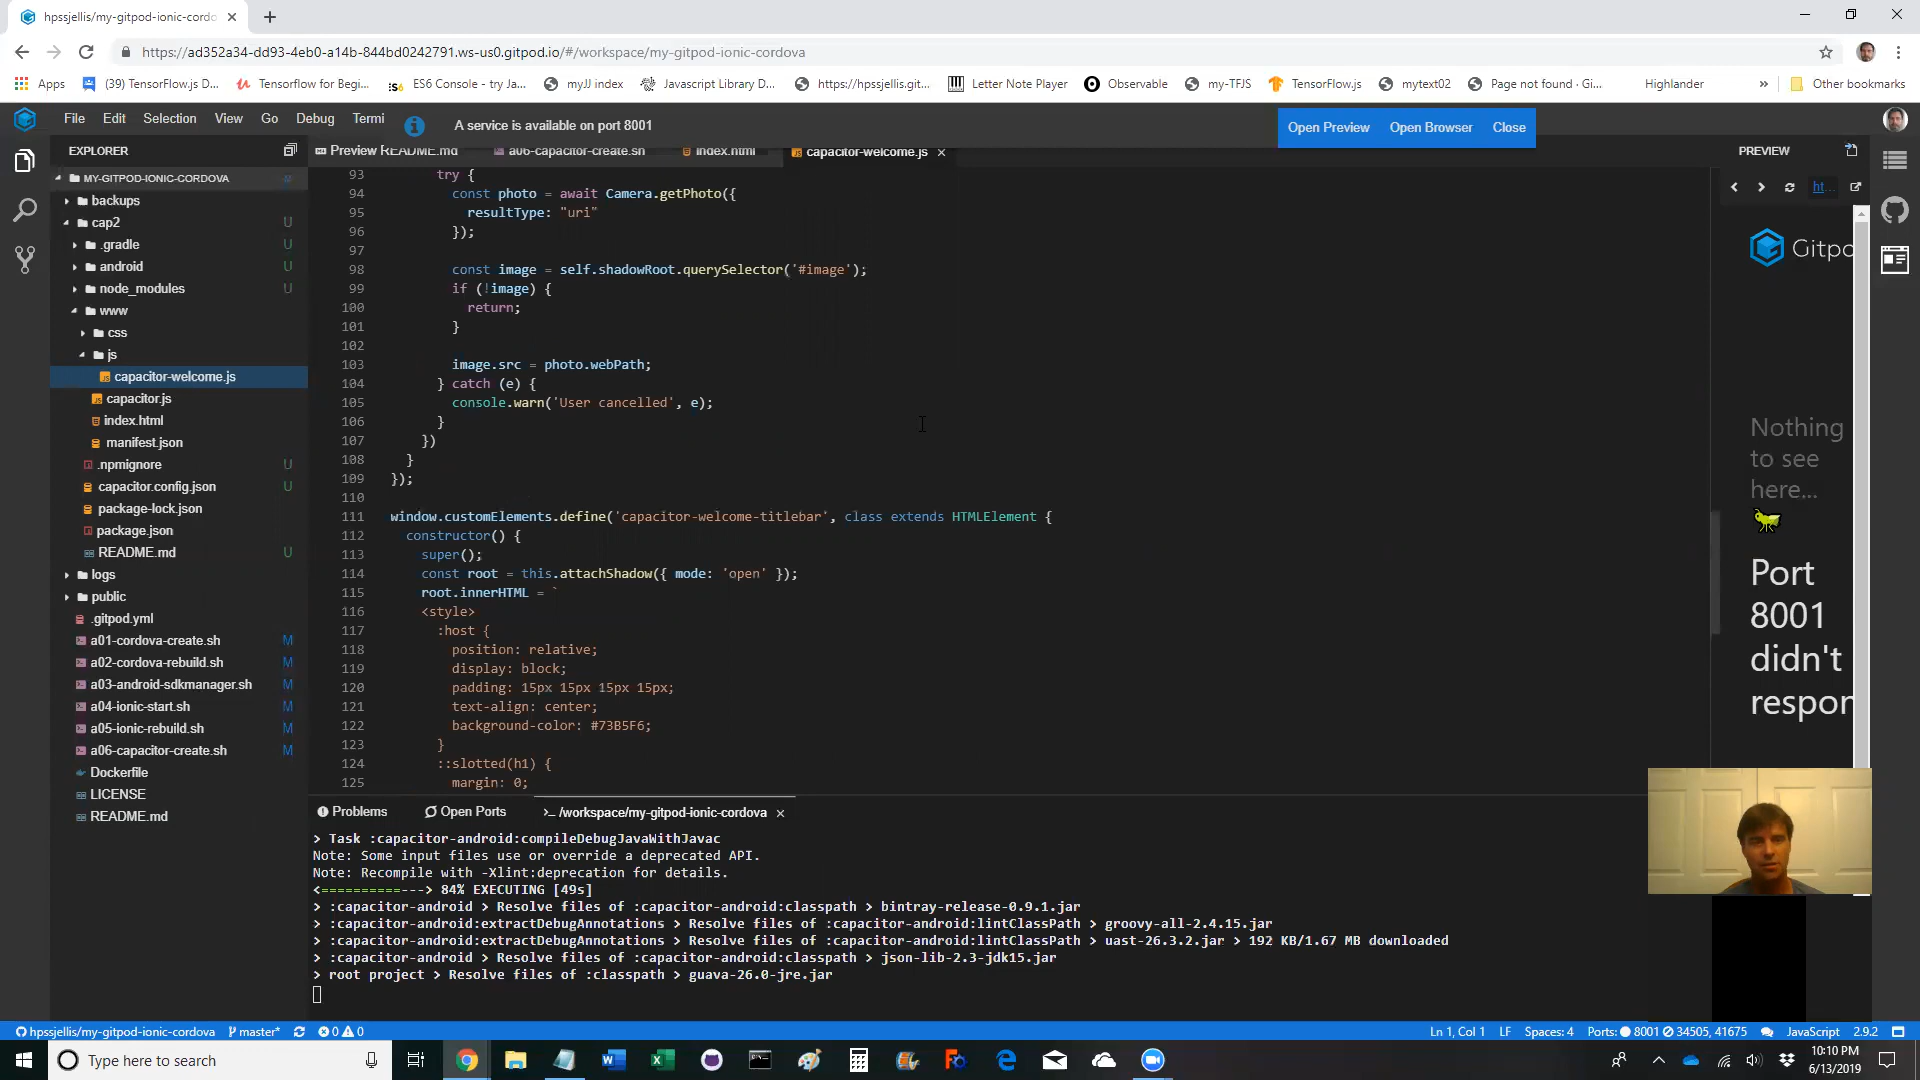 hpssjellis/my-gitpod-ionic-cordo
https://ad352a34-dd93-4eb0-a14b-844bd0242791.ws-us0.gitpod.io/#/workspace/my-gitpod-ionic-cordova
Apps (39) TensorFlow.js D... Tensorflow for Begi... ES6 Console - try Ja... myJJ index Javascript Library D... https://hpssjellis.git... Letter Note Player Observable my-TFJS TensorFlow.js mytext02 Page not found · Gi... Highlander » Other bookmarks
File Edit Selection View Go Debug Termi A service is available on port 8001 Open Preview Open Browser Close
EXPLORER Preview README.md a06-capacitor-create.sh index.html capacitor-welcome.js PREVIEW
MY-GITPOD-IONIC-CORDOVA
backups
cap2 U
.gradle U
android U
node_modules U
www
css
js
capacitor-welcome.js
capacitor.js
index.html
manifest.json
.npmignore U
capacitor.config.json U
package-lock.json
package.json
README.md U
logs
public
.gitpod.yml
a01-cordova-create.sh M
a02-cordova-rebuild.sh M
a03-android-sdkmanager.sh M
a04-ionic-start.sh M
a05-ionic-rebuild.sh M
a06-capacitor-create.sh M
Dockerfile
LICENSE
README.md
93 try {
94 const photo = await Camera.getPhoto({
95 resultType: "uri"
96 });
97
98 const image = self.shadowRoot.querySelector('#image');
99 if (!image) {
100 return;
101 }
102
103 image.src = photo.webPath;
104 } catch (e) {
105 console.warn('User cancelled', e);
106 }
107 })
108 }
109 });
110
111 window.customElements.define('capacitor-welcome-titlebar', class extends HTMLElement {
112 constructor() {
113 super();
114 const root = this.attachShadow({ mode: 'open' });
115 root.innerHTML = `
116 <style>
117 :host {
118 position: relative;
119 display: block;
120 padding: 15px 15px 15px 15px;
121 text-align: center;
122 background-color: #73B5F6;
123 }
124 ::slotted(h1) {
125 margin: 0;
ht...
Gitpo
Nothing
to see
here...
Port
8001
didn't
respon
Problems Open Ports >_ /workspace/my-gitpod-ionic-cordova
> Task :capacitor-android:compileDebugJavaWithJavac
Note: Some input files use or override a deprecated API.
Note: Recompile with -Xlint:deprecation for details.
<==========---> 84% EXECUTING [49s]
> :capacitor-android > Resolve files of :capacitor-android:classpath > bintray-release-0.9.1.jar
> :capacitor-android:extractDebugAnnotations > Resolve files of :capacitor-android:lintClassPath > groovy-all-2.4.15.jar
> :capacitor-android:extractDebugAnnotations > Resolve files of :capacitor-android:lintClassPath > uast-26.3.2.jar > 192 KB/1.67 MB downloaded
> :capacitor-android > Resolve files of :capacitor-android:classpath > json-lib-2.3-jdk15.jar
> root project > Resolve files of :classpath > guava-26.0-jre.jar
hpssjellis/my-gitpod-ionic-cordova master* 0 0 Ln 1, Col 1 LF Spaces: 4 Ports: 8001 34505, 41675 JavaScript 2.9.2
Type here to search
10:10 PM
6/13/2019